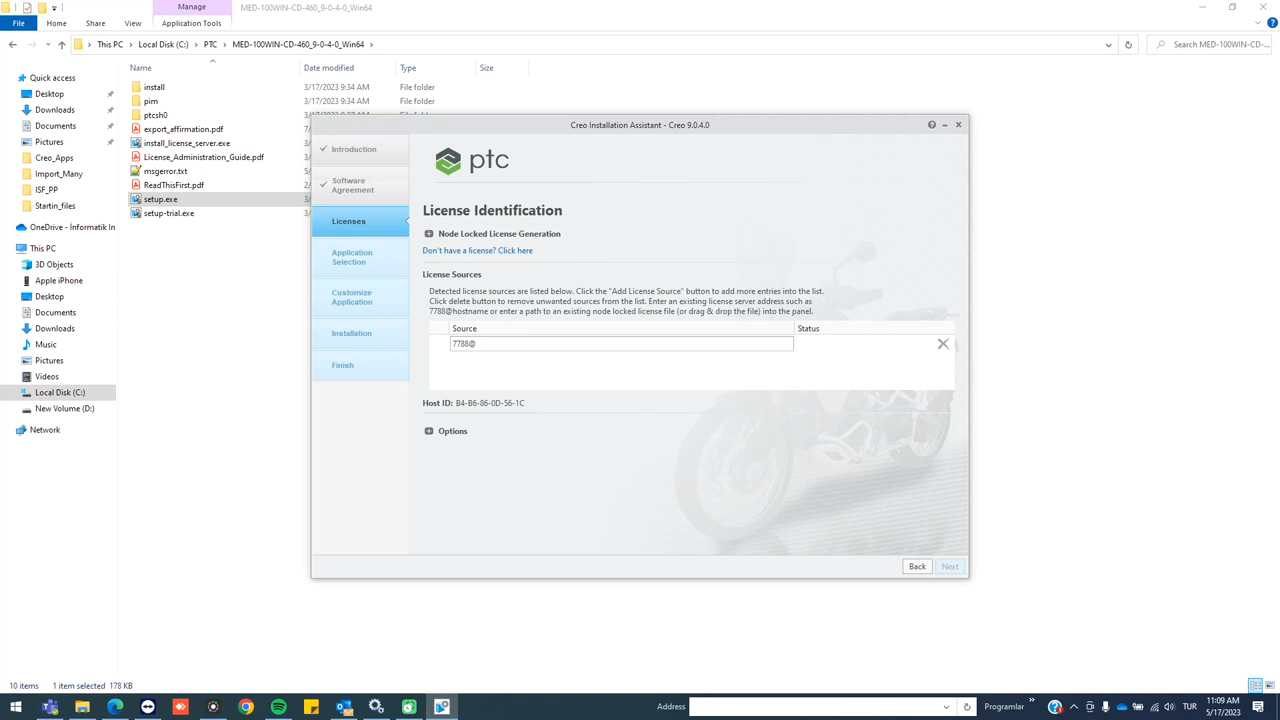 Manage
MED-100WIN-CD-460_9-0-4-0_Win64
File Home Share View Application Tools
This PC Local Disk (C:) PTC MED-100WIN-CD-460_9-0-4-0_Win64
Search MED-100WIN-CD-...
Name Date modified Type Size
Quick access
Desktop
Downloads
Documents
Pictures
Creo_Apps
Import_Many
ISF_PP
Startin_files
OneDrive - Informatik In
This PC
3D Objects
Apple iPhone
Desktop
Documents
Downloads
Music
Pictures
Videos
Local Disk (C:)
New Volume (D:)
Network
install 3/17/2023 9:34 AM File folder
pim 3/17/2023 9:34 AM File folder
ptcsh0 3/17/2023 9:37 AM File folder
export_affirmation.pdf
install_license_server.exe
License_Administration_Guide.pdf
msgerror.txt
ReadThisFirst.pdf
setup.exe
setup-trial.exe
Creo Installation Assistant - Creo 9.0.4.0
Introduction
Software
Agreement
Licenses
Application
Selection
Customize
Application
Installation
Finish
ptc
License Identification
Node Locked License Generation
Don't have a license? Click here
License Sources
Detected license sources are listed below. Click the "Add License Source" button to add more entries into the list.
Click delete button to remove unwanted sources from the list. Enter an existing license server address such as
7788@hostname or enter a path to an existing node locked license file (or drag & drop the file) into the panel.
Source Status
7788@
Host ID: B4-B6-86-0D-56-1C
Options
Back Next
10 items 1 item selected 178 KB
Address Programlar TUR 11:09 AM
5/17/2023